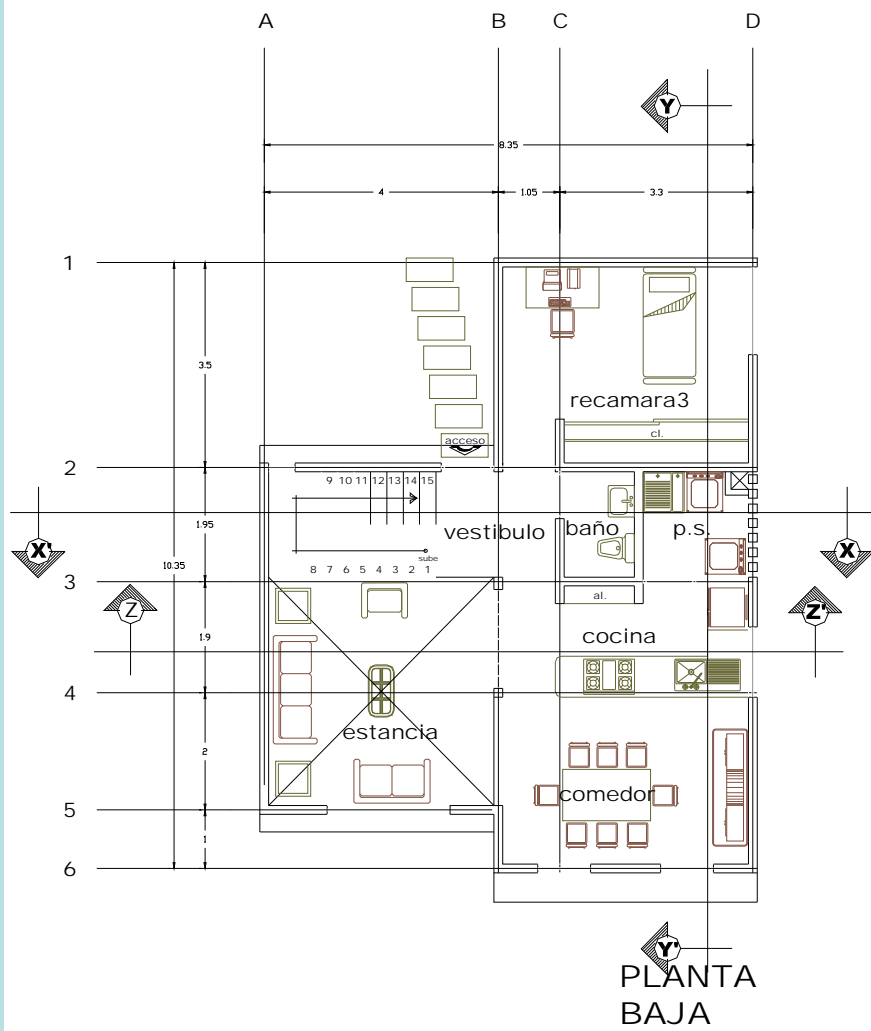 A B C D
Y
8.35
4 1.05 3.3
1
3.5
recamara3
acceso
cl.
2
9 10 11 12 13 14 15
1.95
vestibulo baño p.s.
X' X
sube
10.35
8 7 6 5 4 3 2 1
3
al.
Z Z'
cocina
1.9
4
estancia
2
comedor
5
1
6
Y'
PLANTA
BAJA